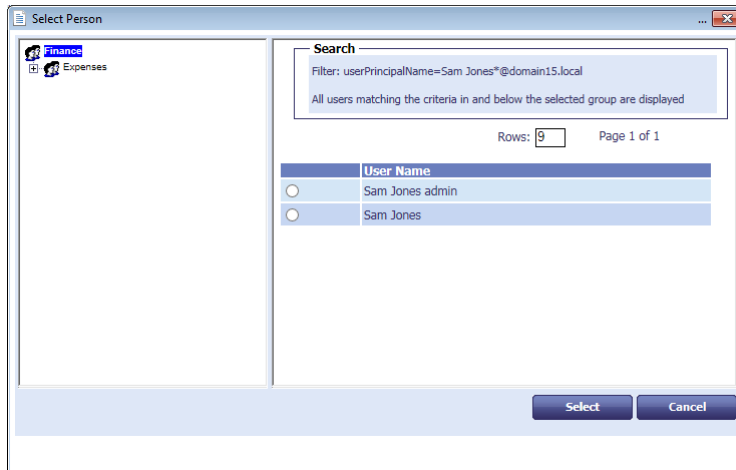 Select Person
...
Finance
Expenses
Search
Filter: userPrincipalName=Sam Jones*@domain15.local
All users matching the criteria in and below the selected group are displayed
Rows: 9 Page 1 of 1
User Name
Sam Jones admin
Sam Jones
Select Cancel